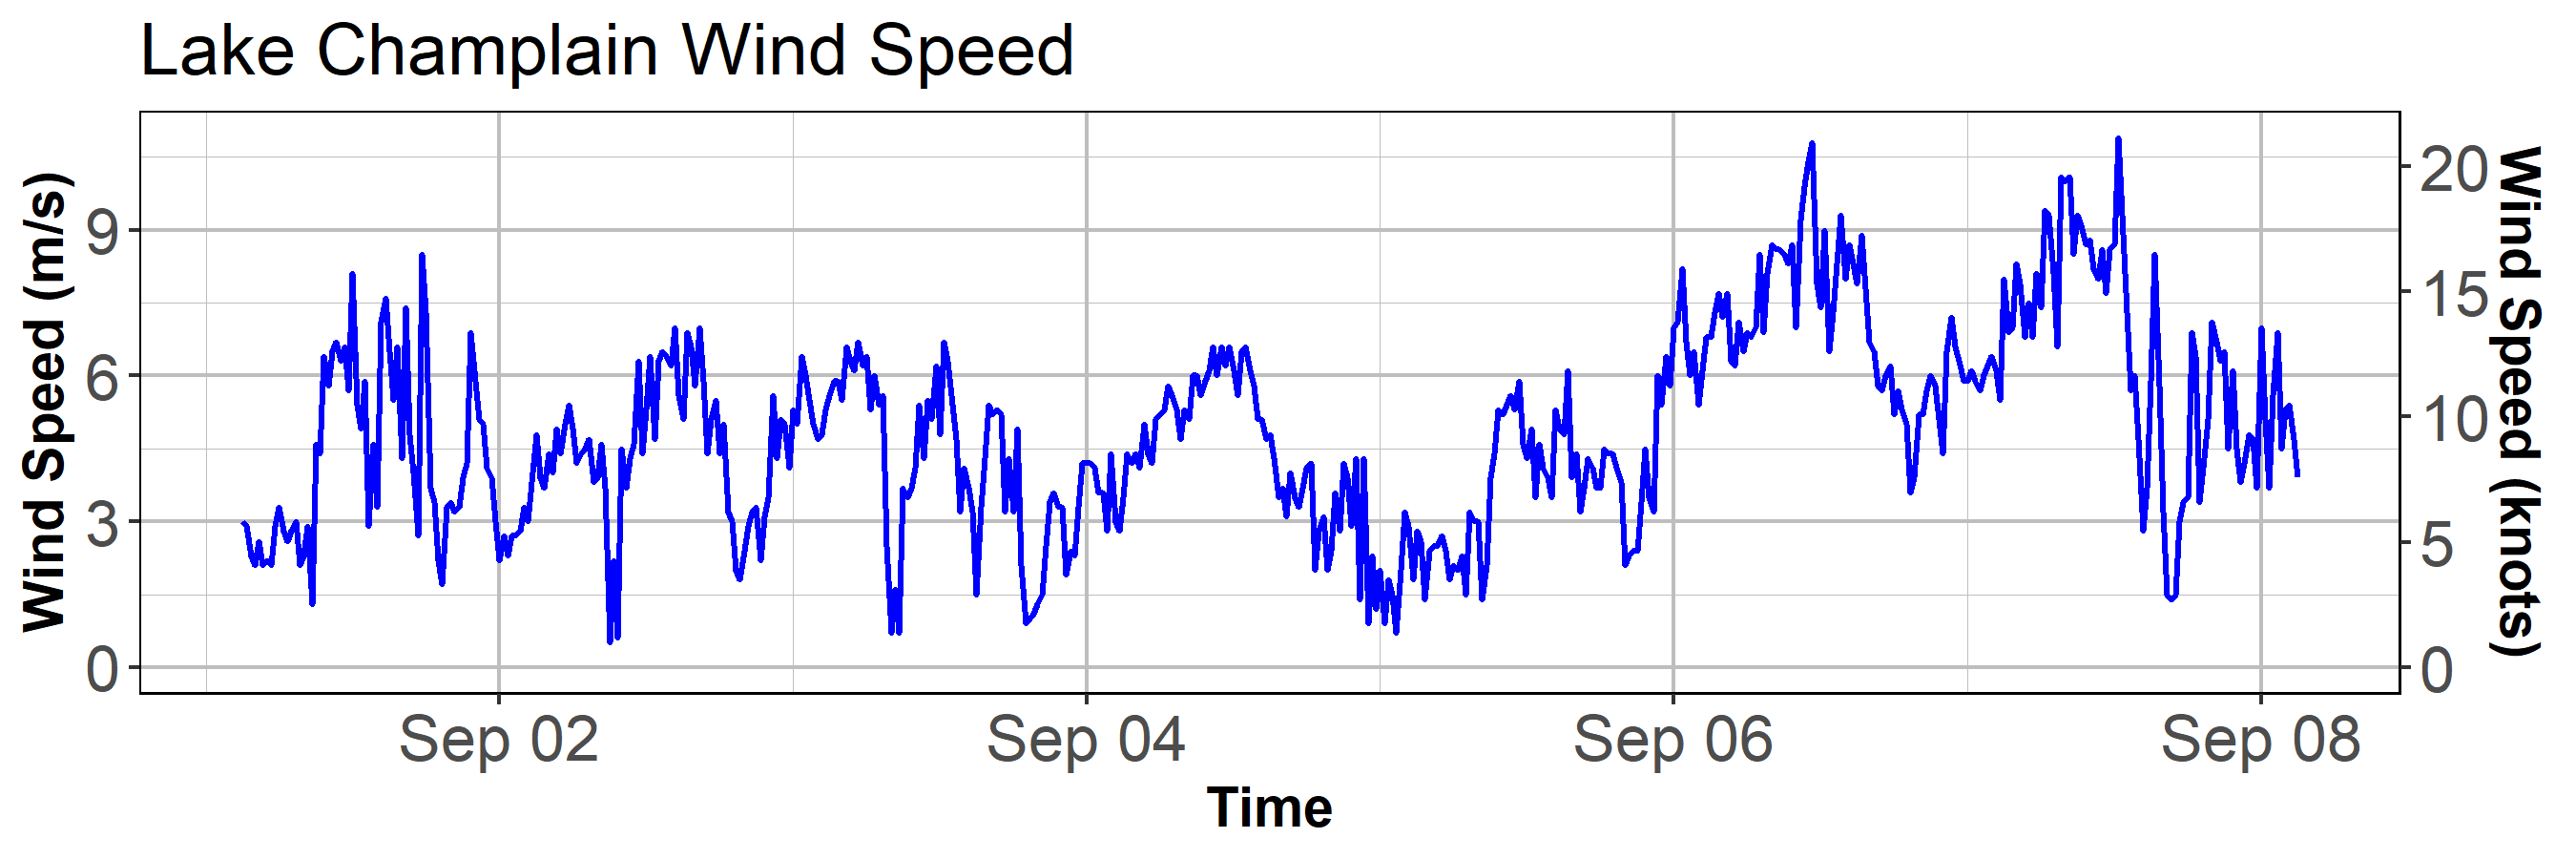 Lake Champlain Wind Speed
Wind Speed (m/s)
9
6
3
0
20
15
10
5
0
Wind Speed (knots)
Sep 02
Sep 04
Sep 06
Sep 08
Time